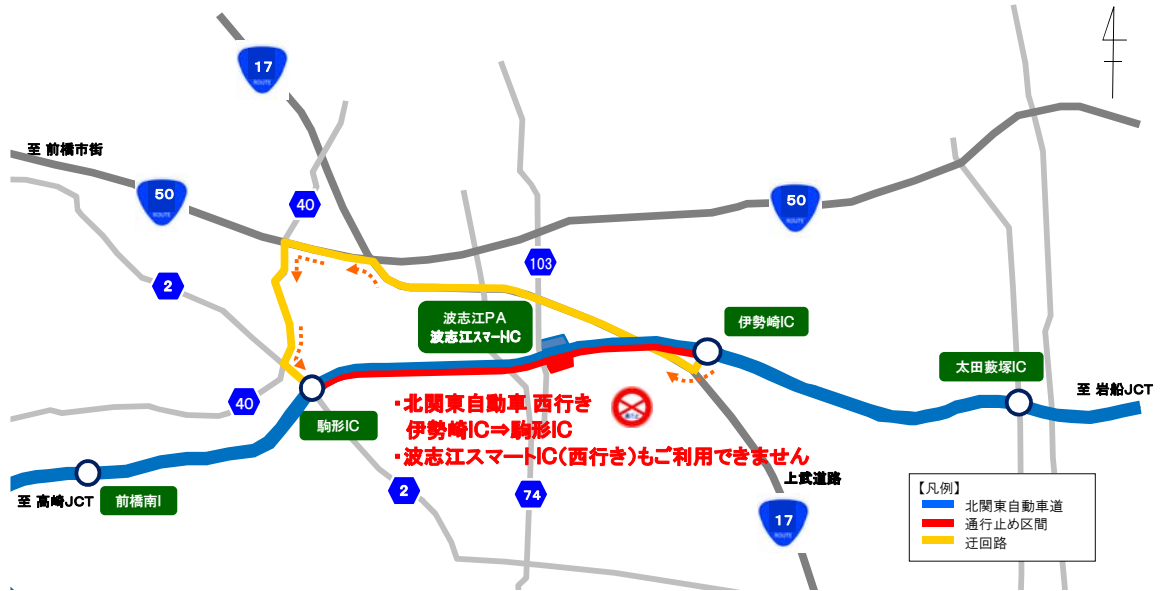 17
ROUTE
至 前橋市街
50
ROUTE
40
50
ROUTE
103
2
波志江PA
波志江スマートIC
伊勢崎IC
太田藪塚IC
至 岩船JCT
40
駒形IC
・北関東自動車 西行き
伊勢崎IC⇒駒形IC
・波志江スマートIC(西行き)もご利用できません
上武道路
至 高崎JCT
前橋南I
2
74
17
ROUTE
【凡例】
北関東自動車道
通行止め区間
迂回路